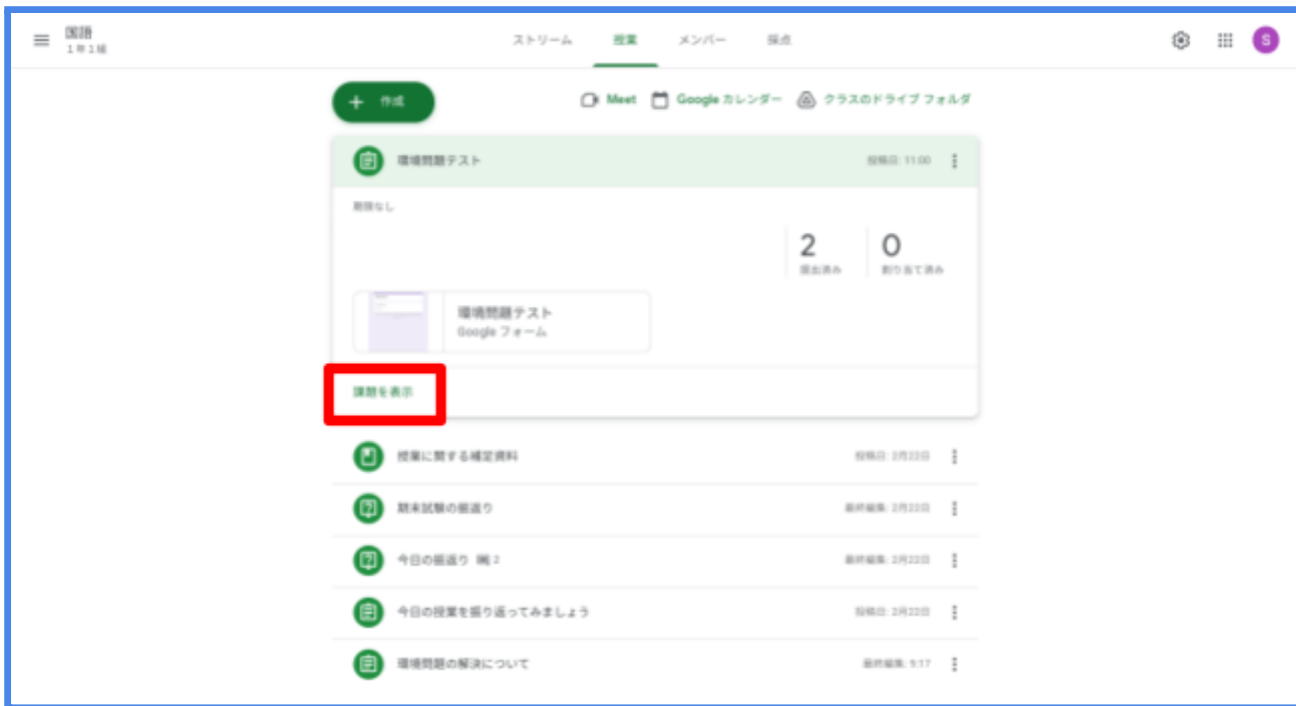 国語
1年1組
ストリーム 授業 メンバー 採点
S
+ 作成
Meet Google カレンダー クラスのドライブ フォルダ
環境問題テスト 投稿日: 11:00
期限なし
2 0
提出済み 割り当て済み
環境問題テスト
Google フォーム
課題を表示
授業に関する補足資料 投稿日: 2月22日
期末試験の振返り 最終編集: 2月22日
今日の振返り 2
最終編集: 2月22日
今日の授業を振り返ってみましょう 投稿日: 2月22日
環境問題の解決について 最終編集: 9:17